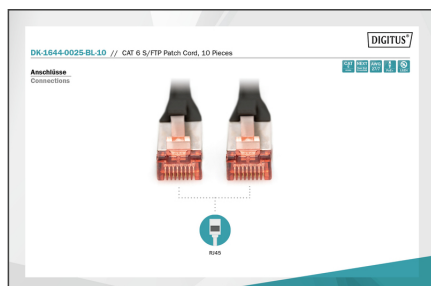 DIGITUS®
DK-1644-0025-BL-10 // CAT 6 S/FTP Patch Cord, 10 Pieces
Anschlüsse
Connections
RJ45